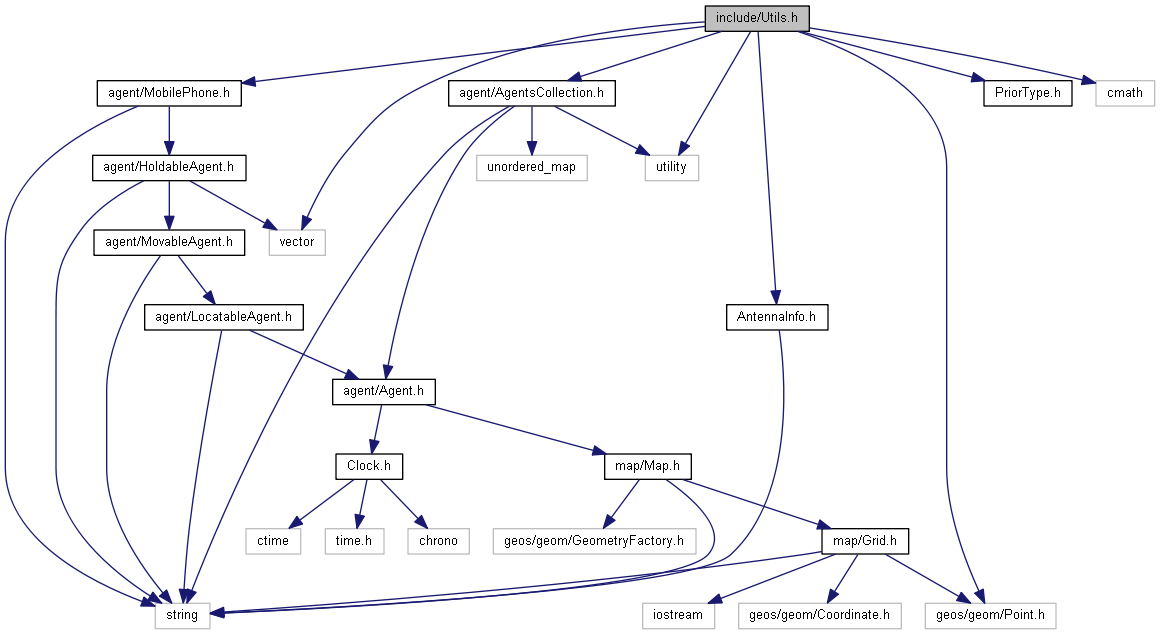 include/Utils.h
agent/MobilePhone.h
agent/AgentsCollection.h
PriorType.h
cmath
agent/HoldableAgent.h
unordered_map
utility
agent/MovableAgent.h
vector
agent/LocatableAgent.h
AntennaInfo.h
agent/Agent.h
Clock.h
map/Map.h
ctime
time.h
chrono
geos/geom/GeometryFactory.h
map/Grid.h
string
iostream
geos/geom/Coordinate.h
geos/geom/Point.h